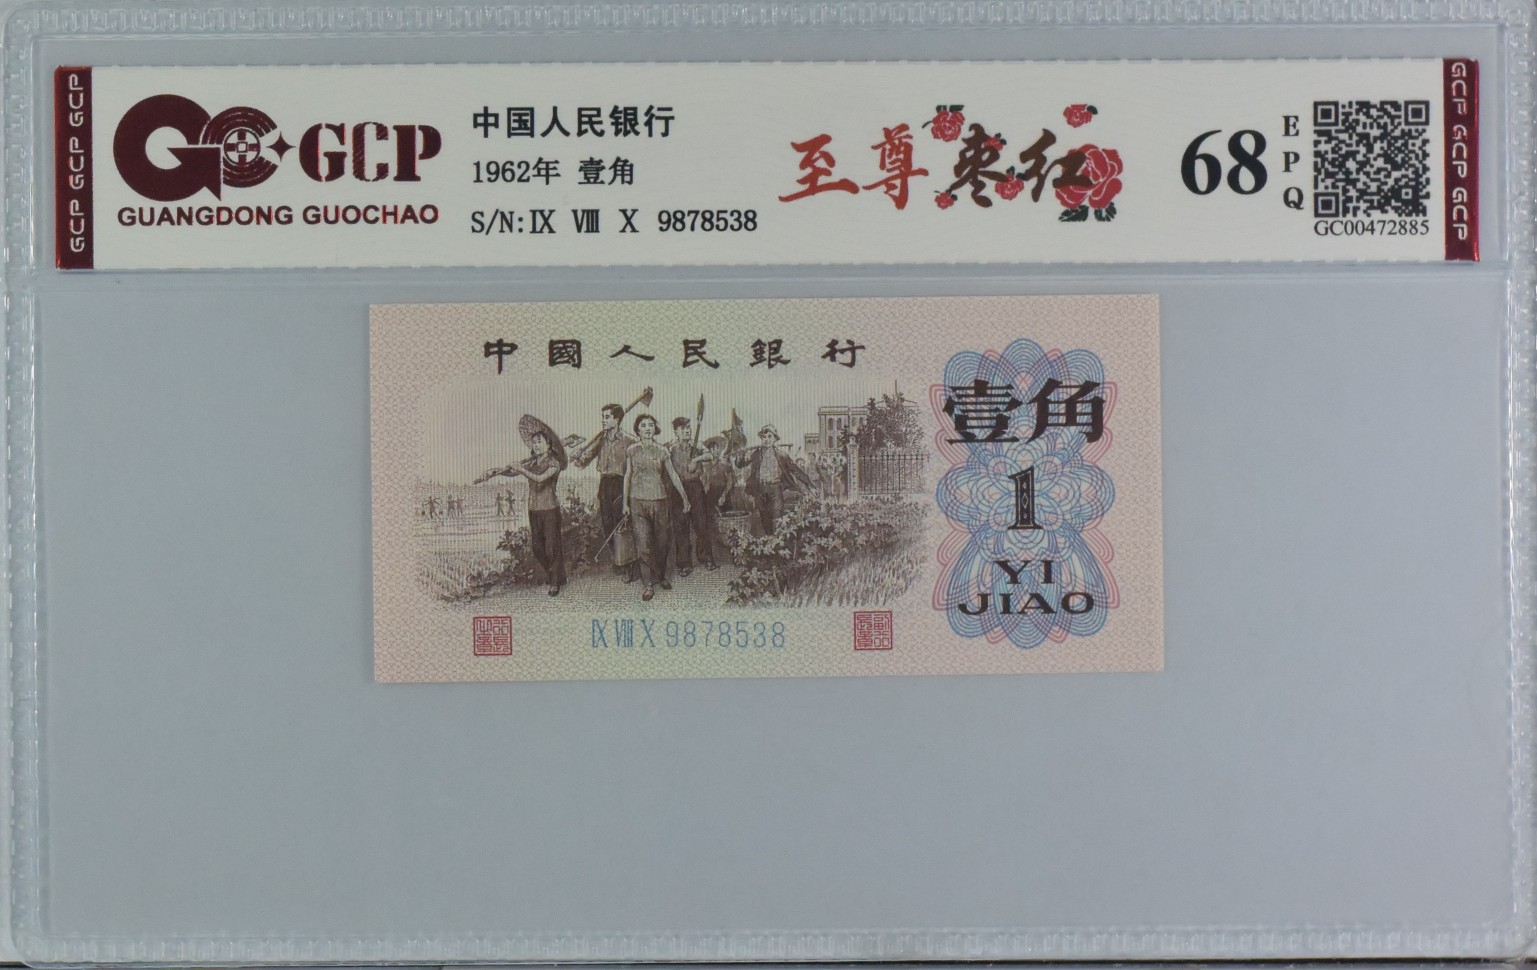 GCP GCP GCP
GCP
GUANGDONG GUOCHAO
中国人民银行
1962年 壹角
S/N: IX VIII X 9878538
至尊枣红
68
EPQ
GC00472885
GCP GCP GCP
中國人民銀行
壹角
1
YI
JIAO
IX VIII X 9878538